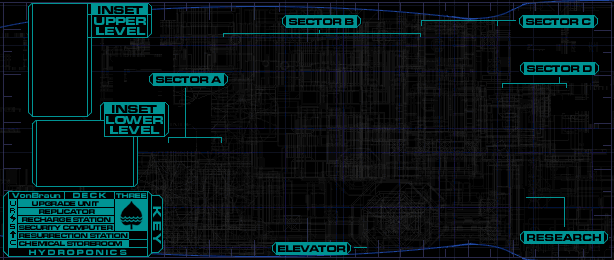 INSET
UPPER
LEVEL
SECTOR B
SECTOR C
SECTOR D
SECTOR A
INSET
LOWER
LEVEL
VonBraun DECK THREE
UPGRADE UNIT
REPLICATOR
RECHARGE STATION
SECURITY COMPUTER
RESURRECTION STATION
CHEMICAL STOREROOM
HYDROPONICS
KEY
ELEVATOR
RESEARCH